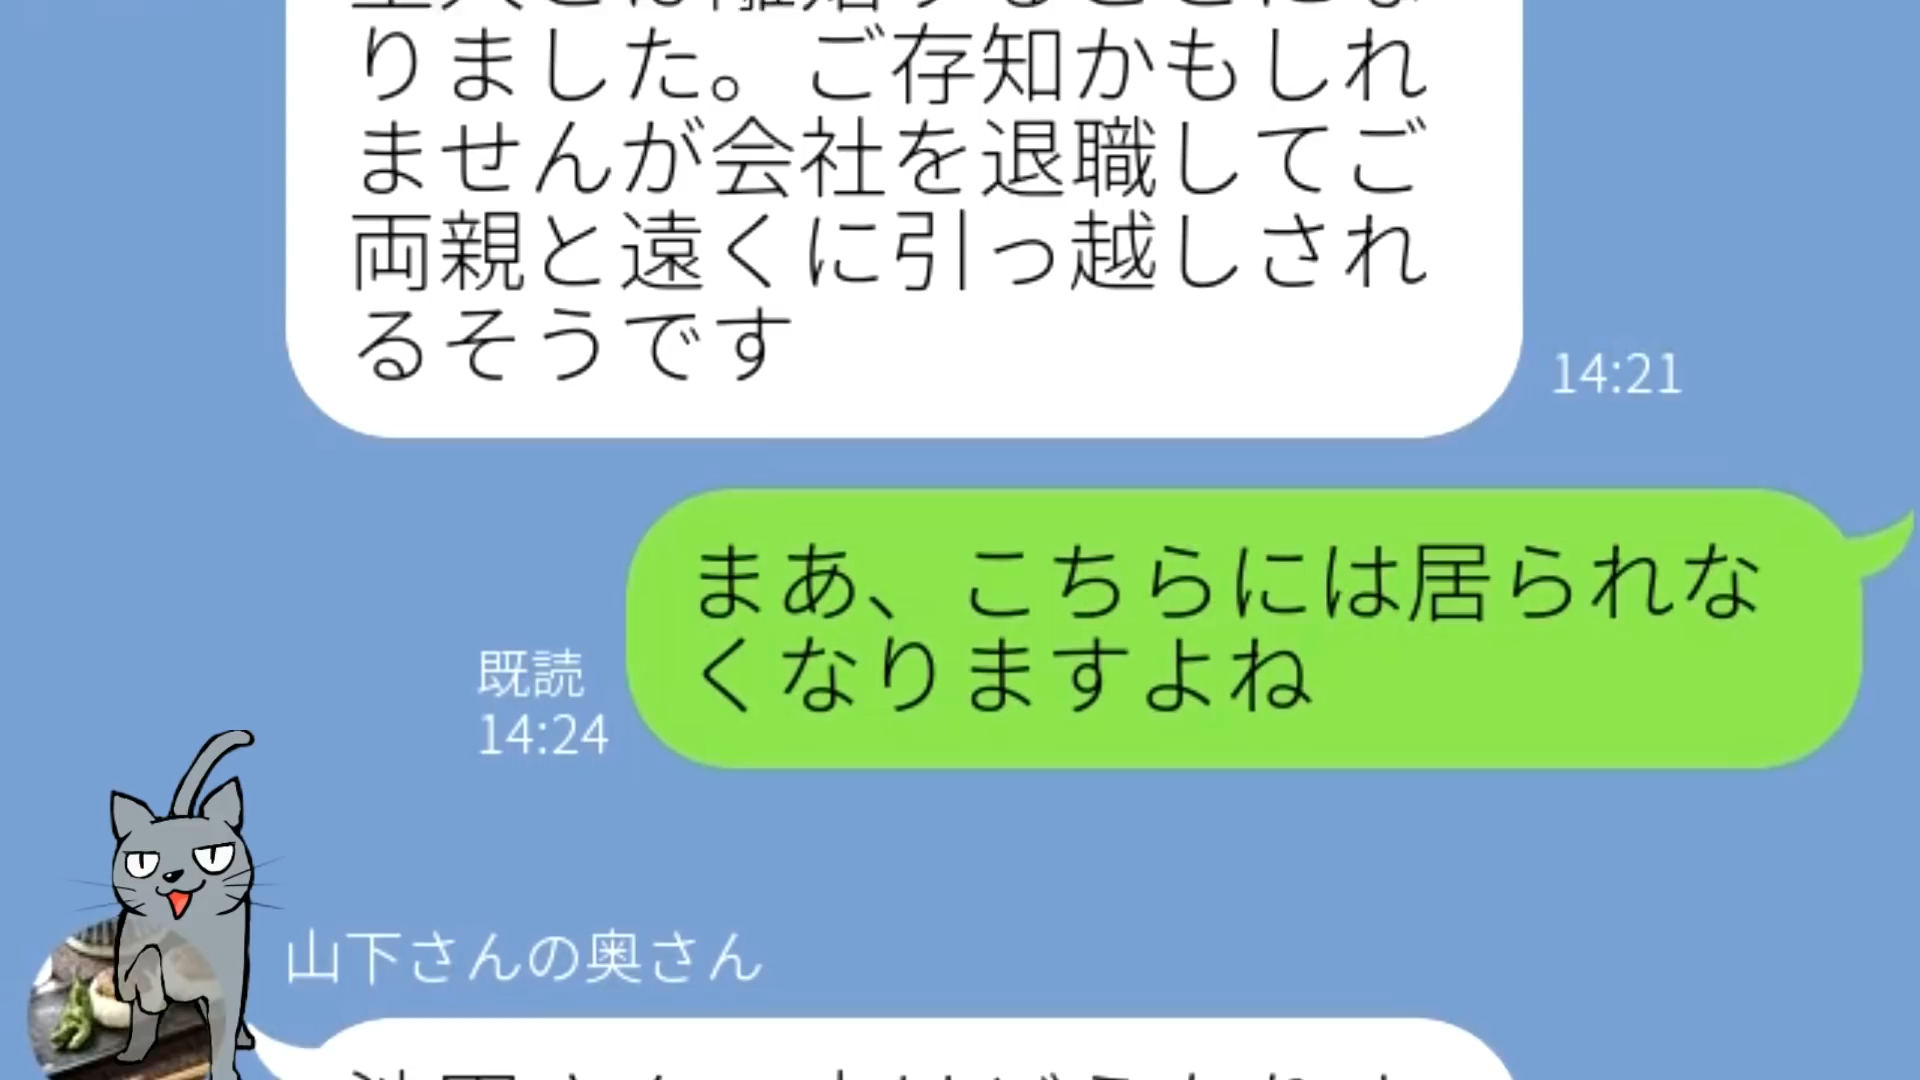 りました。ご存知かもしれ
ませんが会社を退職してご
両親と遠くに引っ越しされ
るそうです
14:21
まあ、こちらには居られな
くなりますよね
既読
14:24
山下さんの奥さん